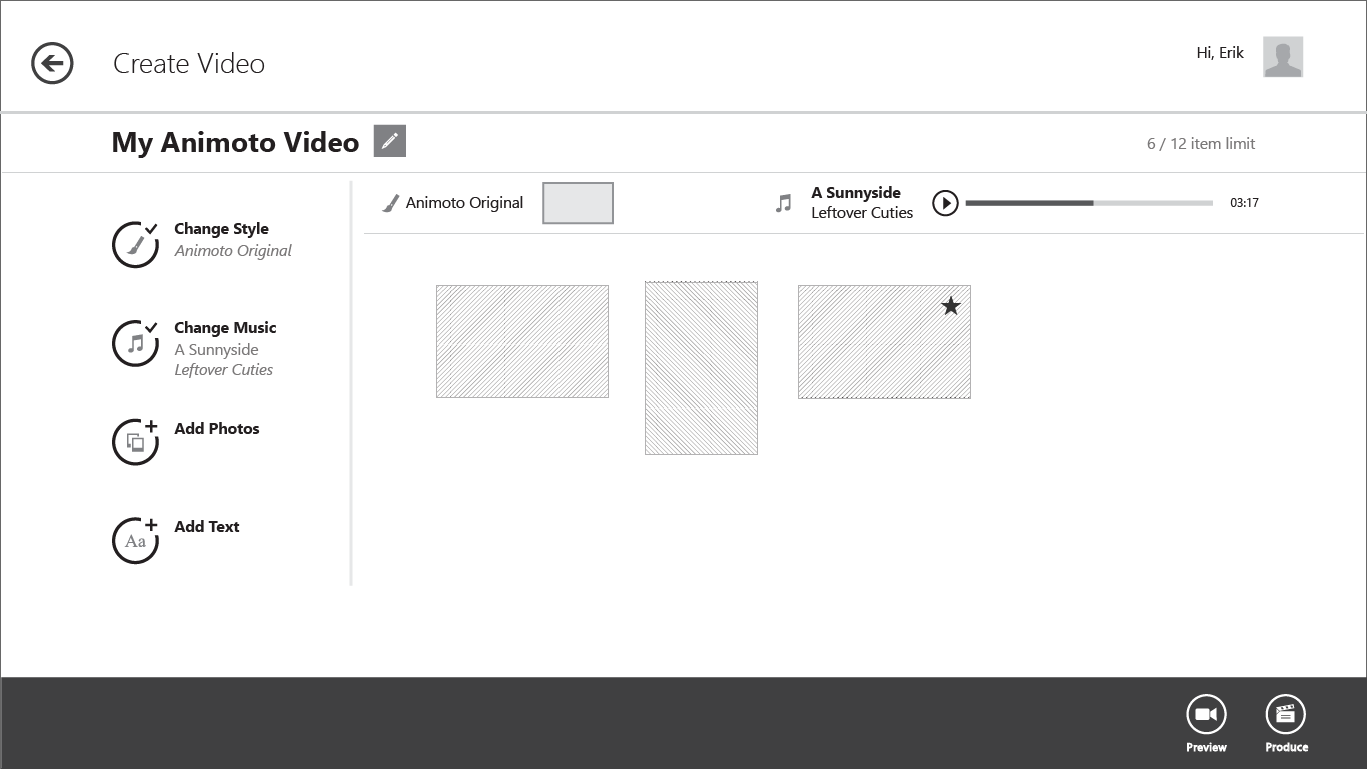 Create Video
Hi, Erik
My Animoto Video
6 / 12 item limit
Change Style
Animoto Original
Change Music
A Sunnyside
Leftover Cuties
Add Photos
Aa
Add Text
Animoto Original
A Sunnyside
Leftover Cuties
03:17
Preview
Produce